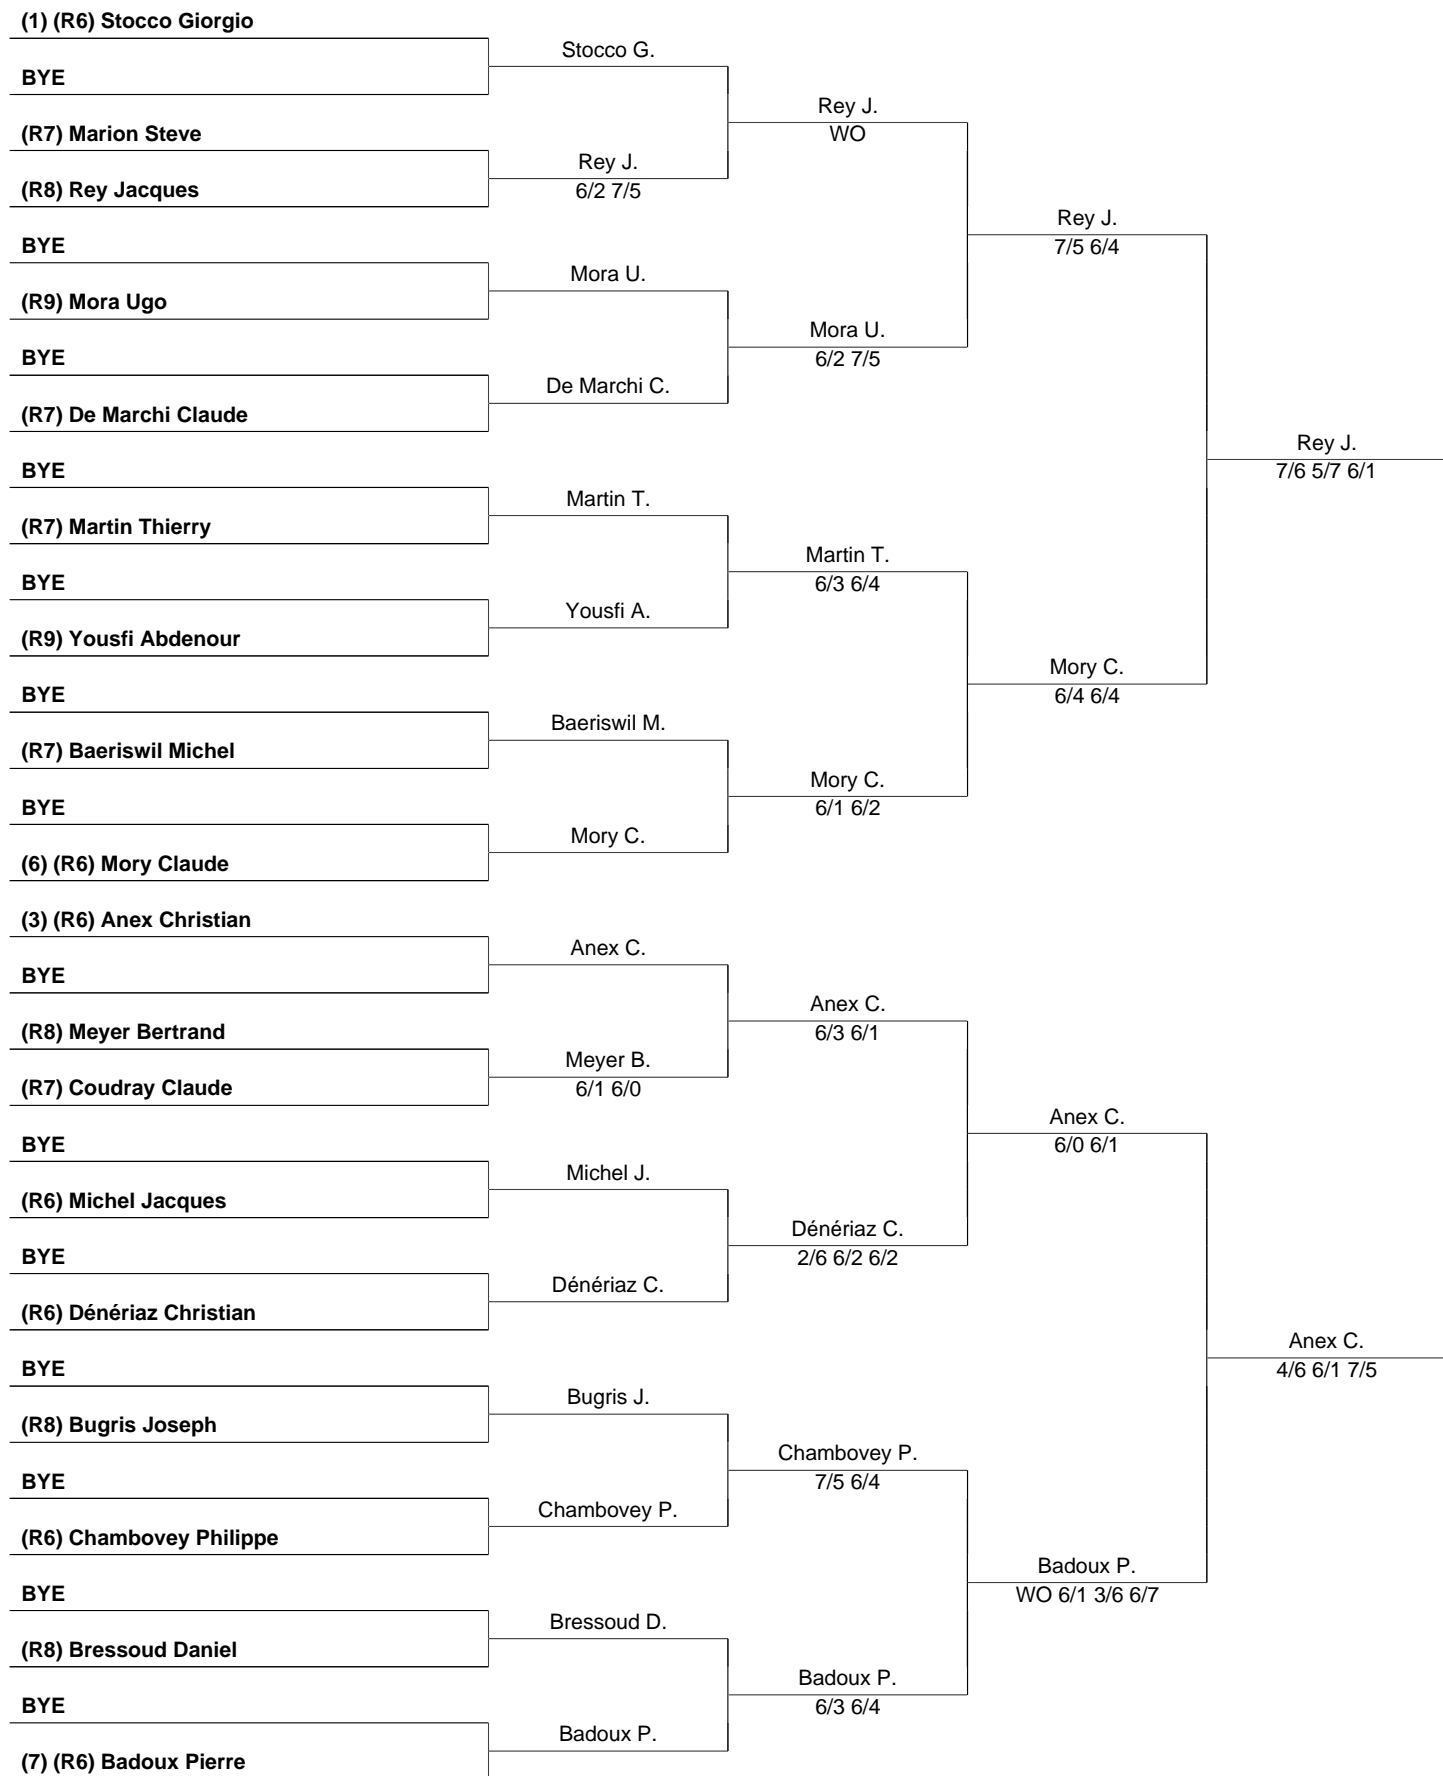 (1) (R6) Stocco Giorgio
Stocco G.
BYE
Rey J.
WO
(R7) Marion Steve
Rey J.
6/2 7/5
(R8) Rey Jacques
Rey J.
7/5 6/4
BYE
Mora U.
(R9) Mora Ugo
Mora U.
6/2 7/5
BYE
De Marchi C.
(R7) De Marchi Claude
Rey J.
7/6 5/7 6/1
BYE
Martin T.
(R7) Martin Thierry
Martin T.
6/3 6/4
BYE
Yousfi A.
(R9) Yousfi Abdenour
Mory C.
6/4 6/4
BYE
Baeriswil M.
(R7) Baeriswil Michel
Mory C.
6/1 6/2
BYE
Mory C.
(6) (R6) Mory Claude
(3) (R6) Anex Christian
Anex C.
BYE
Anex C.
6/3 6/1
(R8) Meyer Bertrand
Meyer B.
6/1 6/0
(R7) Coudray Claude
Anex C.
6/0 6/1
BYE
Michel J.
(R6) Michel Jacques
Dénériaz C.
2/6 6/2 6/2
BYE
Dénériaz C.
(R6) Dénériaz Christian
Anex C.
4/6 6/1 7/5
BYE
Bugris J.
(R8) Bugris Joseph
Chambovey P.
7/5 6/4
BYE
Chambovey P.
(R6) Chambovey Philippe
Badoux P.
WO 6/1 3/6 6/7
BYE
Bressoud D.
(R8) Bressoud Daniel
Badoux P.
6/3 6/4
BYE
Badoux P.
(7) (R6) Badoux Pierre